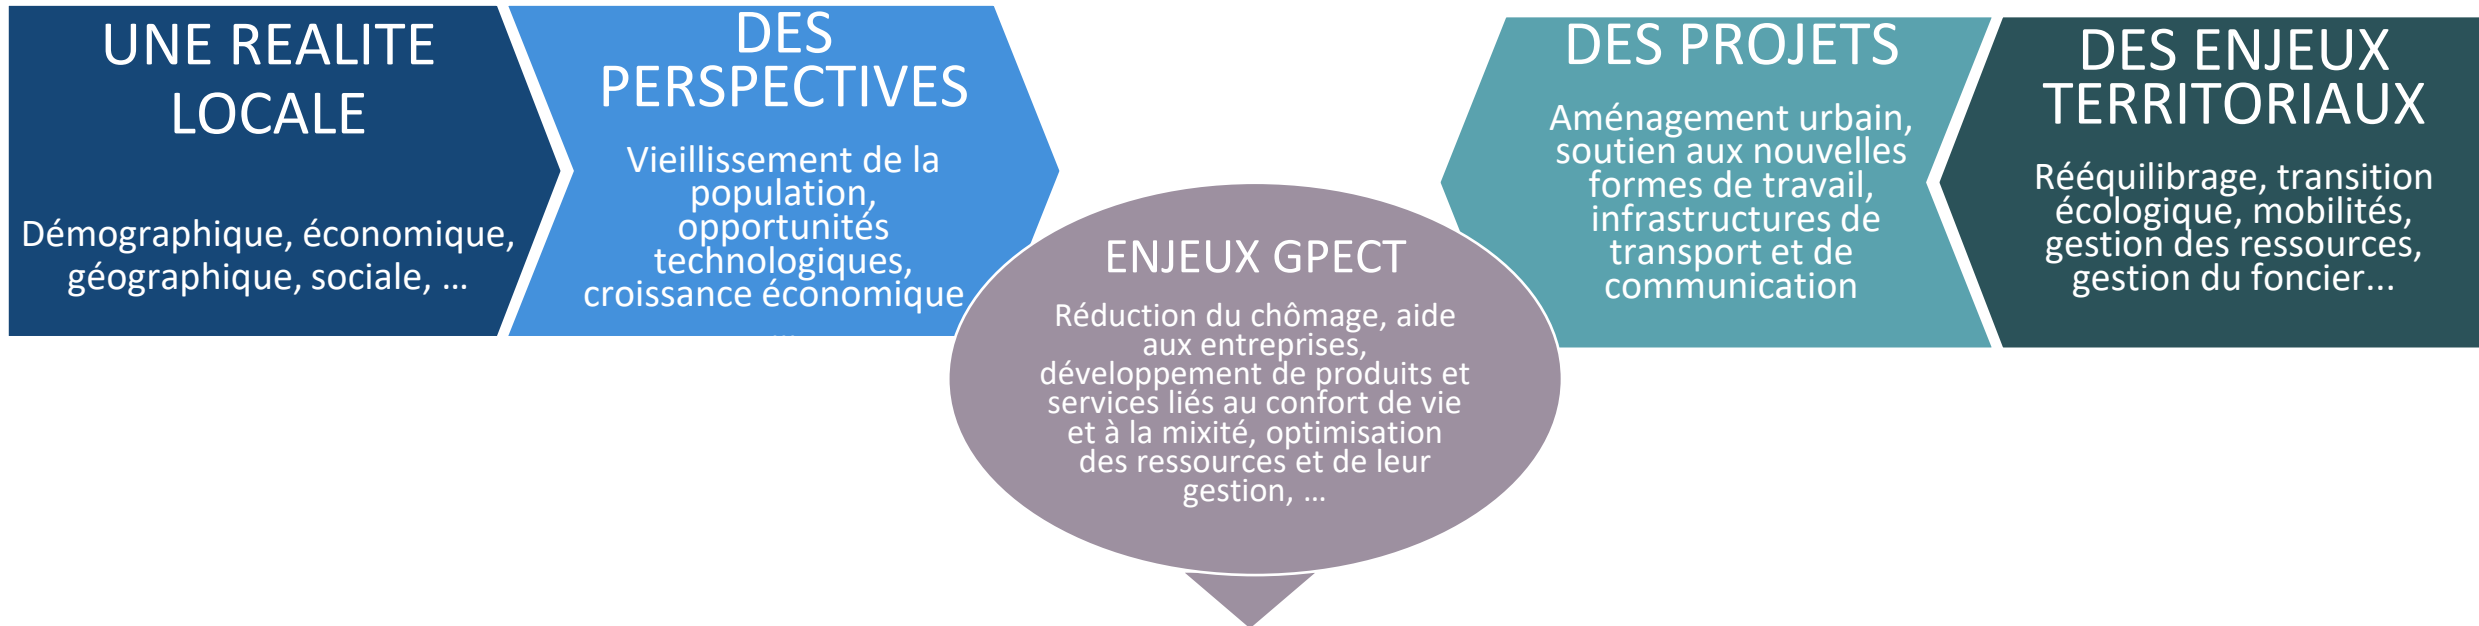 UNE REALITE
LOCALE
Démographique, économique,
géographique, sociale, …
DES
PERSPECTIVES
Vieillissement de la
population,
opportunités
technologiques,
croissance économique
…
ENJEUX GPECT
Réduction du chômage, aide
aux entreprises,
développement de produits et
services liés au confort de vie
et à la mixité, optimisation
des ressources et de leur
gestion, …
DES PROJETS
Aménagement urbain,
soutien aux nouvelles
formes de travail,
infrastructures de
transport et de
communication
DES ENJEUX
TERRITORIAUX
Rééquilibrage, transition
écologique, mobilités,
gestion des ressources,
gestion du foncier...